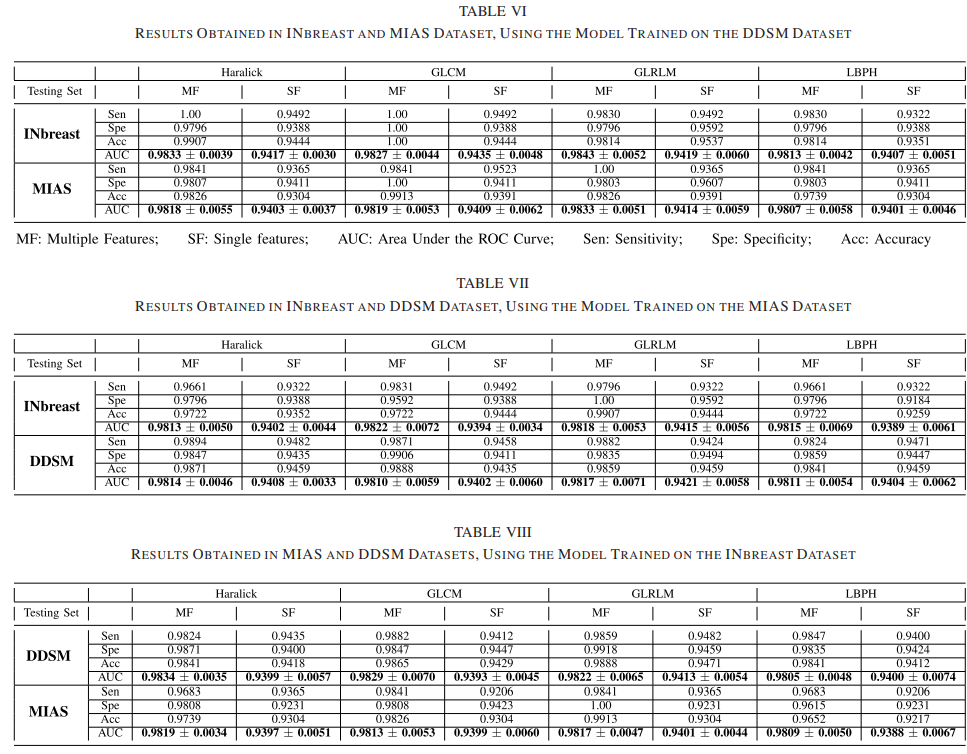 TABLE VI
RESULTS OBTAINED IN INBREAST AND MIAS DATASET, USING THE MODEL TRAINED ON THE DDSM DATASET
Haralick GLCM GLRLM LBPH
Testing Set MF SF MF SF MF SF MF SF
INbreast
Sen 1.00 0.9492 1.00 0.9492 0.9830 0.9492 0.9830 0.9322
Spe 0.9796 0.9388 1.00 0.9388 0.9796 0.9592 0.9796 0.9388
Acc 0.9907 0.9444 1.00 0.9444 0.9814 0.9537 0.9814 0.9351
AUC 0.9833 ± 0.0039 0.9417 ± 0.0030 0.9827 ± 0.0044 0.9435 ± 0.0048 0.9843 ± 0.0052 0.9419 ± 0.0060 0.9813 ± 0.0042 0.9407 ± 0.0051
MIAS
Sen 0.9841 0.9365 0.9841 0.9523 1.00 0.9365 0.9841 0.9365
Spe 0.9807 0.9411 1.00 0.9411 0.9803 0.9607 0.9803 0.9411
Acc 0.9826 0.9304 0.9913 0.9391 0.9826 0.9391 0.9739 0.9304
AUC 0.9818 ± 0.0055 0.9403 ± 0.0037 0.9819 ± 0.0053 0.9409 ± 0.0062 0.9833 ± 0.0051 0.9414 ± 0.0059 0.9807 ± 0.0058 0.9401 ± 0.0046
MF: Multiple Features; SF: Single features; AUC: Area Under the ROC Curve; Sen: Sensitivity; Spe: Specificity; Acc: Accuracy
TABLE VII
RESULTS OBTAINED IN INBREAST AND DDSM DATASET, USING THE MODEL TRAINED ON THE MIAS DATASET
Haralick GLCM GLRLM LBPH
Testing Set MF SF MF SF MF SF MF SF
INbreast
Sen 0.9661 0.9322 0.9831 0.9492 0.9796 0.9322 0.9661 0.9322
Spe 0.9796 0.9388 0.9592 0.9388 1.00 0.9592 0.9796 0.9184
Acc 0.9722 0.9352 0.9722 0.9444 0.9907 0.9444 0.9722 0.9259
AUC 0.9813 ± 0.0050 0.9402 ± 0.0044 0.9822 ± 0.0072 0.9394 ± 0.0034 0.9818 ± 0.0053 0.9415 ± 0.0056 0.9815 ± 0.0069 0.9389 ± 0.0061
DDSM
Sen 0.9894 0.9482 0.9871 0.9458 0.9882 0.9424 0.9824 0.9471
Spe 0.9847 0.9435 0.9906 0.9411 0.9835 0.9494 0.9859 0.9447
Acc 0.9871 0.9459 0.9888 0.9435 0.9859 0.9459 0.9841 0.9459
AUC 0.9814 ± 0.0046 0.9408 ± 0.0033 0.9810 ± 0.0059 0.9402 ± 0.0060 0.9817 ± 0.0071 0.9421 ± 0.0058 0.9811 ± 0.0054 0.9404 ± 0.0062
TABLE VIII
RESULTS OBTAINED IN MIAS AND DDSM DATASETS, USING THE MODEL TRAINED ON THE INBREAST DATASET
Haralick GLCM GLRLM LBPH
Testing Set MF SF MF SF MF SF MF SF
DDSM
Sen 0.9824 0.9435 0.9882 0.9412 0.9859 0.9482 0.9847 0.9400
Spe 0.9871 0.9400 0.9847 0.9447 0.9918 0.9459 0.9835 0.9424
Acc 0.9841 0.9418 0.9865 0.9429 0.9888 0.9471 0.9841 0.9412
AUC 0.9834 ± 0.0035 0.9399 ± 0.0057 0.9829 ± 0.0070 0.9393 ± 0.0045 0.9822 ± 0.0065 0.9413 ± 0.0054 0.9805 ± 0.0048 0.9400 ± 0.0074
MIAS
Sen 0.9683 0.9365 0.9841 0.9206 0.9841 0.9365 0.9683 0.9206
Spe 0.9808 0.9231 0.9808 0.9423 1.00 0.9231 0.9615 0.9231
Acc 0.9739 0.9304 0.9826 0.9304 0.9913 0.9304 0.9652 0.9217
AUC 0.9819 ± 0.0034 0.9397 ± 0.0051 0.9813 ± 0.0053 0.9399 ± 0.0060 0.9817 ± 0.0047 0.9401 ± 0.0044 0.9809 ± 0.0050 0.9388 ± 0.0067